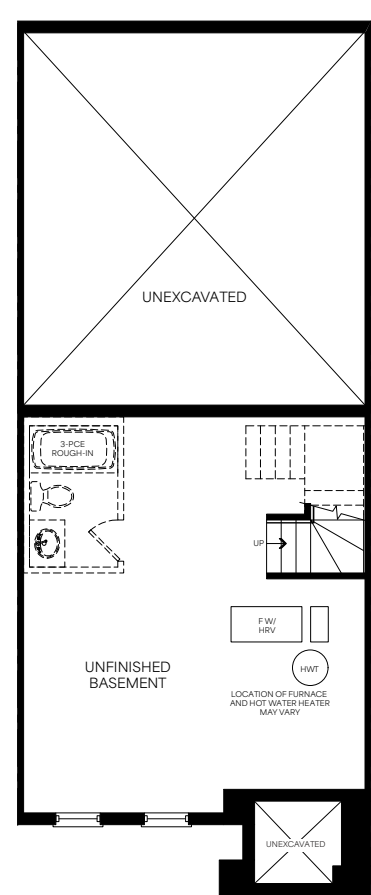 UNEXCAVATED
3-PCE
ROUGH-IN
UP
F W/
HRV
HWT
UNFINISHED
BASEMENT
LOCATION OF FURNACE
AND HOT WATER HEATER
MAY VARY
UNEXCAVATED